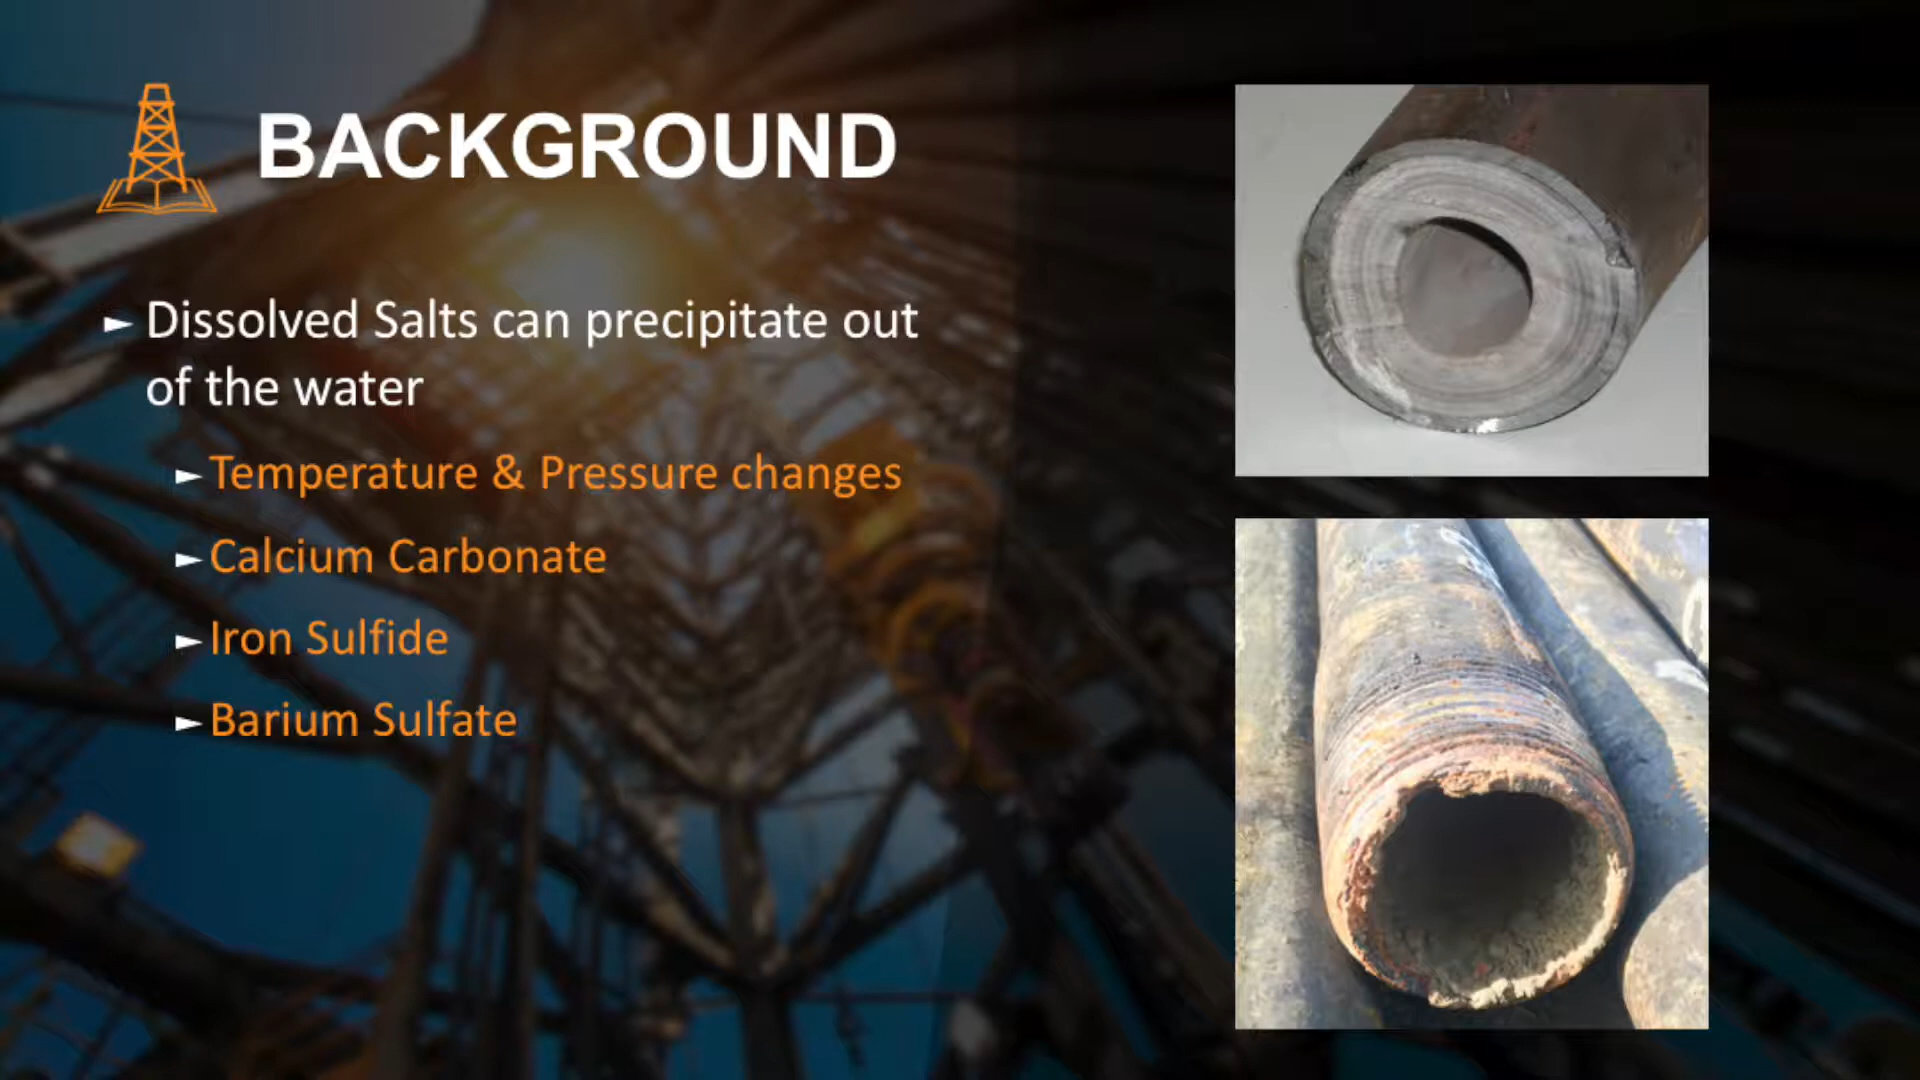 BACKGROUND
► Dissolved Salts can precipitate out
of the water
► Temperature & Pressure changes
► Calcium Carbonate
► Iron Sulfide
► Barium Sulfate